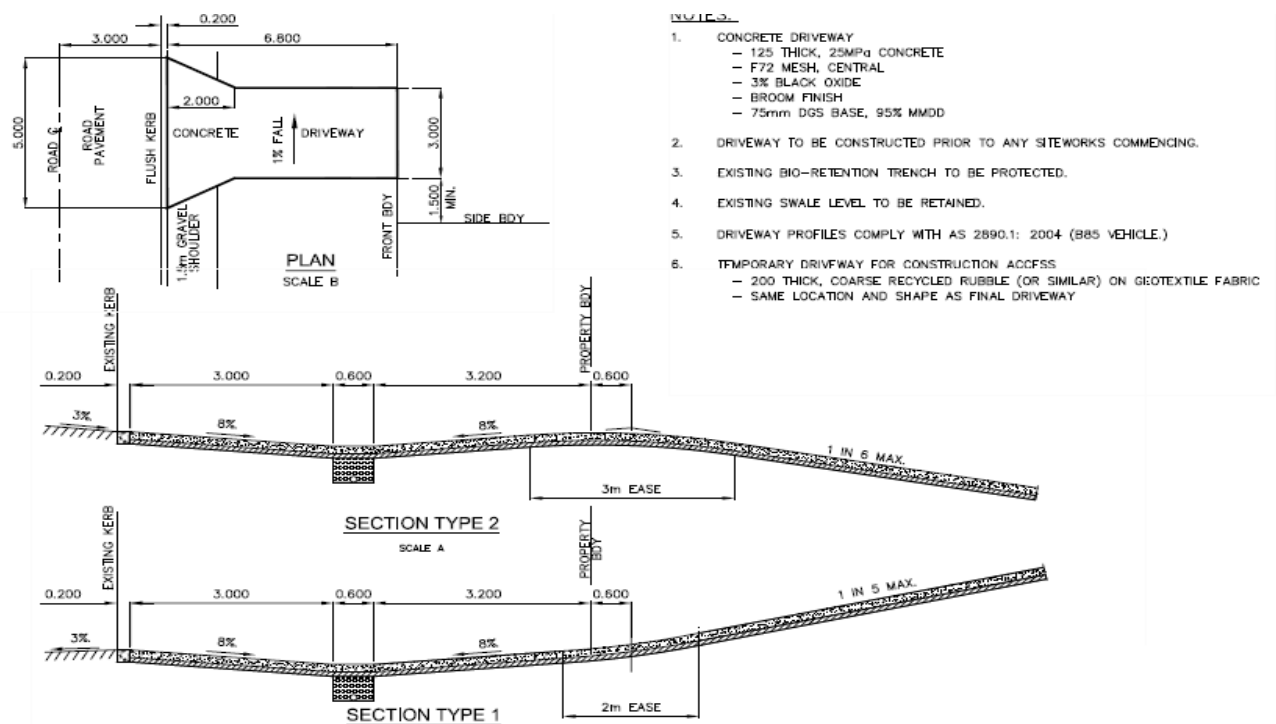 0.200
3.000
6.800
5.000
ROAD ℄
ROAD PAVEMENT
FLUSH KERB
2.000
CONCRETE
1% FALL
DRIVEWAY
3.000
1.500 MIN.
SIDE BDY
FRONT BDY
1.5m GRAVEL SHOULDER
PLAN
SCALE B
NOTES:
1. CONCRETE DRIVEWAY
– 125 THICK, 25MPa CONCRETE
– F72 MESH, CENTRAL
– 3% BLACK OXIDE
– BROOM FINISH
– 75mm DGS BASE, 95% MMDD
2. DRIVEWAY TO BE CONSTRUCTED PRIOR TO ANY SITEWORKS COMMENCING.
3. EXISTING BIO-RETENTION TRENCH TO BE PROTECTED.
4. EXISTING SWALE LEVEL TO BE RETAINED.
5. DRIVEWAY PROFILES COMPLY WITH AS 2890.1: 2004 (B85 VEHICLE.)
6. TEMPORARY DRIVEWAY FOR CONSTRUCTION ACCESS
– 200 THICK, COARSE RECYCLED RUBBLE (OR SIMILAR) ON GEOTEXTILE FABRIC
– SAME LOCATION AND SHAPE AS FINAL DRIVEWAY
EXISTING KERB
PROPERTY BDY
0.200
3.000
0.600
3.200
0.600
3%.
8%.
8%.
1 IN 6 MAX.
3m EASE
SECTION TYPE 2
SCALE A
EXISTING KERB
PROPERTY BDY
0.200
3.000
0.600
3.200
0.600
3%.
8%.
8%.
1 IN 5 MAX.
2m EASE
SECTION TYPE 1